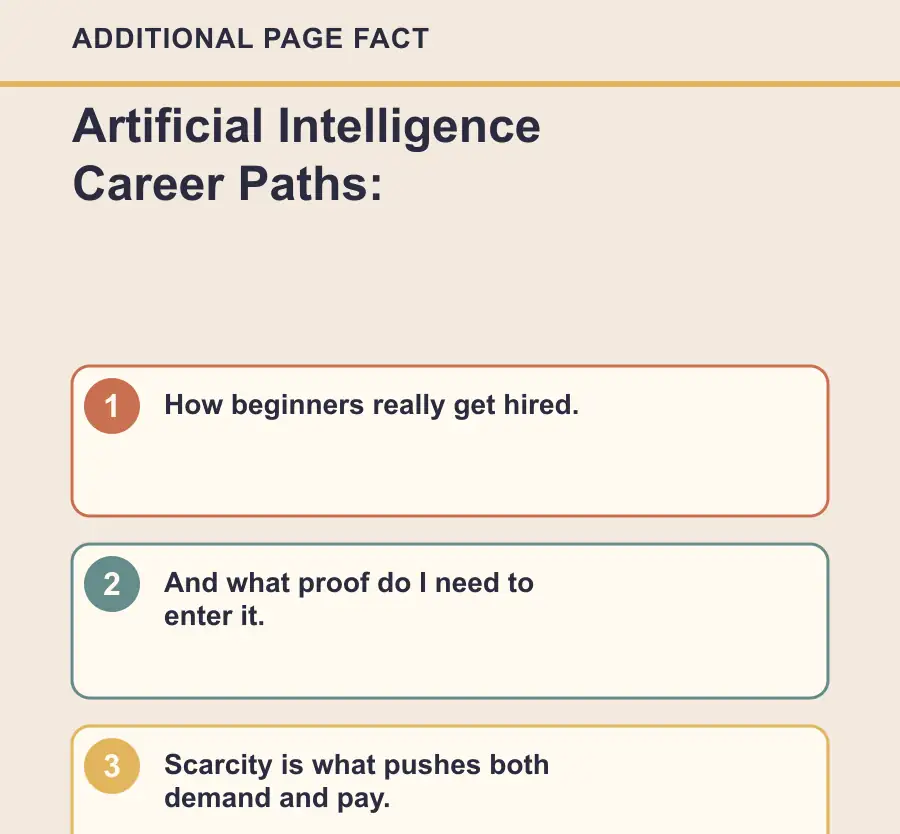 ADDITIONAL PAGE FACT
Artificial Intelligence
Career Paths:
1
How beginners really get hired.
2
And what proof do I need to
enter it.
3
Scarcity is what pushes both
demand and pay.